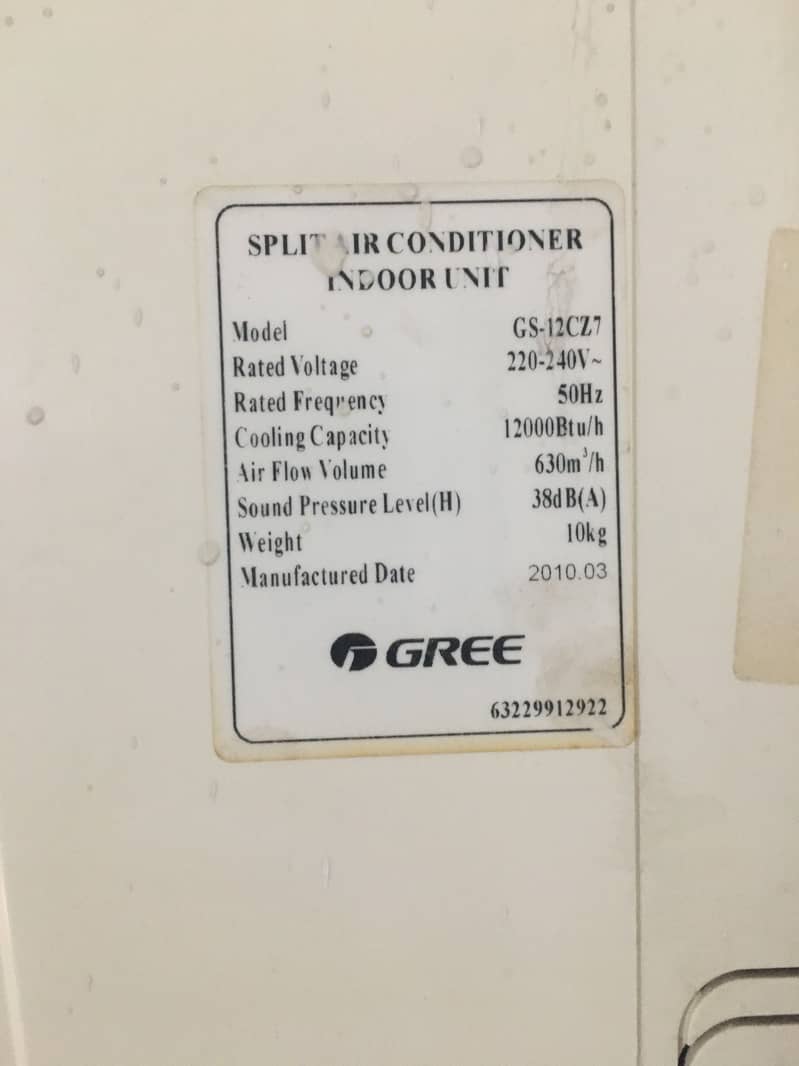 SPLIT AIR CONDITIONER
INDOOR UNIT
Model GS-12CZ7
Rated Voltage 220-240V~
Rated Frequency 50Hz
Cooling Capacity 12000Btu/h
Air Flow Volume 630m³/h
Sound Pressure Level(H) 38dB(A)
Weight 10kg
Manufactured Date 2010.03
GREE
63229912922